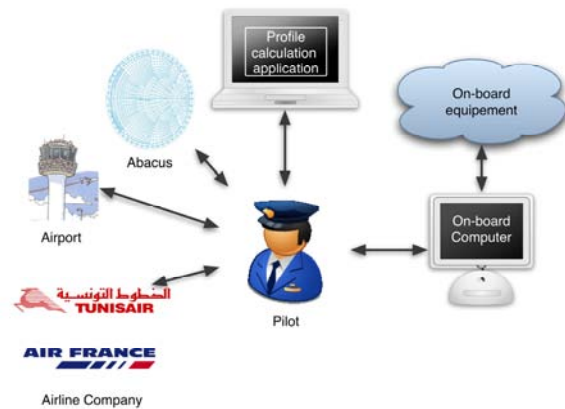 Profile
calculation
application
On-board
equipement
Abacus
Airport
On-board
Computer
الخطوط التونسية
TUNISAIR
Pilot
AIR FRANCE
Airline Company